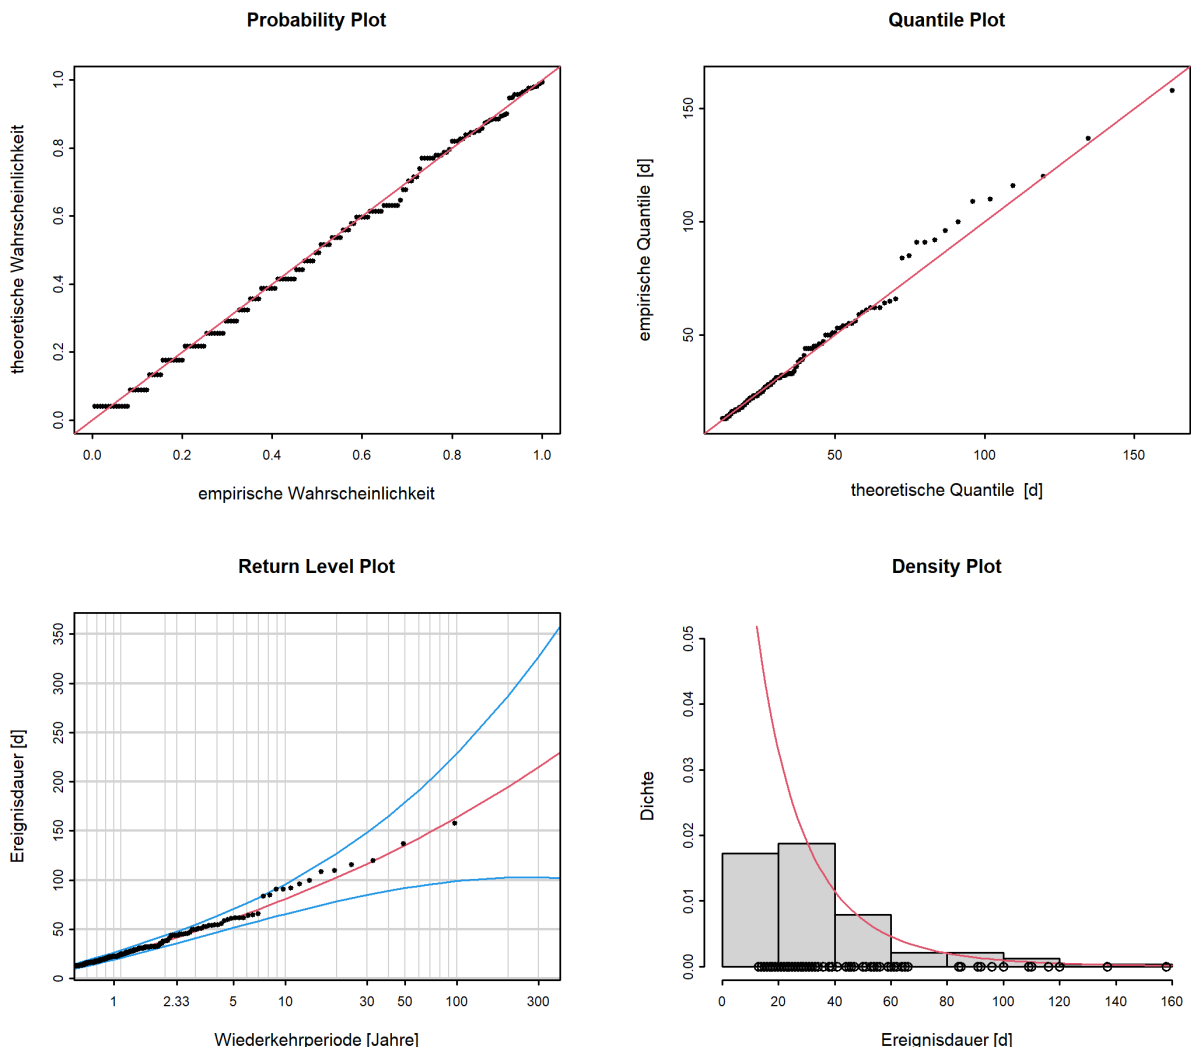 Probability Plot
theoretische Wahrscheinlichkeit
0.0 0.2 0.4 0.6 0.8 1.0
0.0 0.2 0.4 0.6 0.8 1.0
empirische Wahrscheinlichkeit
Quantile Plot
empirische Quantile [d]
50 100 150
50 100 150
theoretische Quantile [d]
Return Level Plot
Ereignisdauer [d]
0 50 100 150 200 250 300 350
1 2.33 5 10 30 50 100 300
Wiederkehrperiode [Jahre]
Density Plot
Dichte
0.00 0.01 0.02 0.03 0.04 0.05
0 20 40 60 80 100 120 140 160
Ereignisdauer [d]